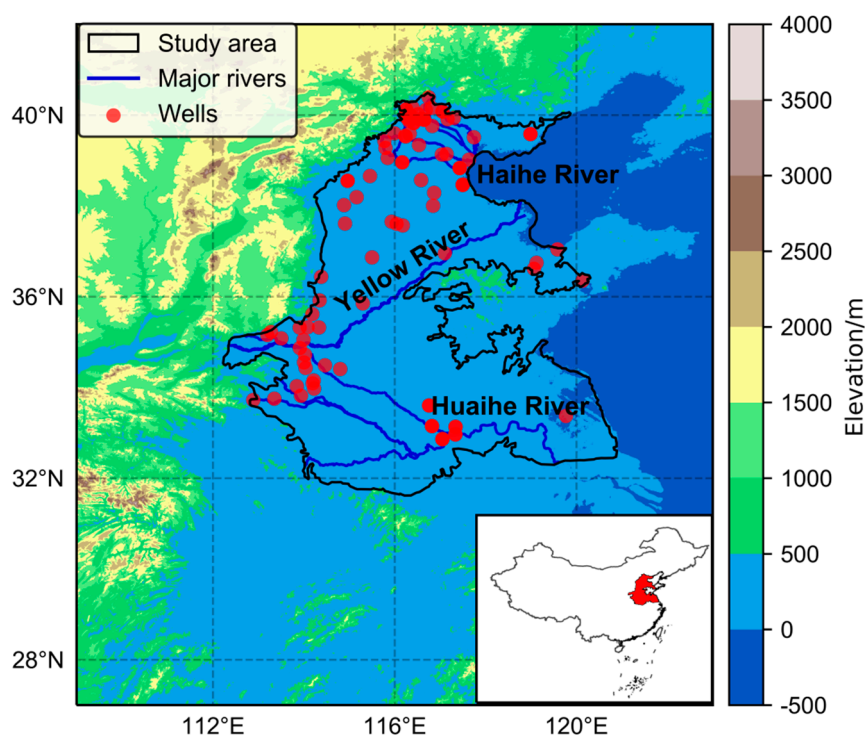 Study area
Major rivers
Wells
40°N
36°N
32°N
28°N
112°E
116°E
120°E
Haihe River
Yellow River
Huaihe River
4000
3500
3000
2500
2000
1500
1000
500
0
-500
Elevation/m